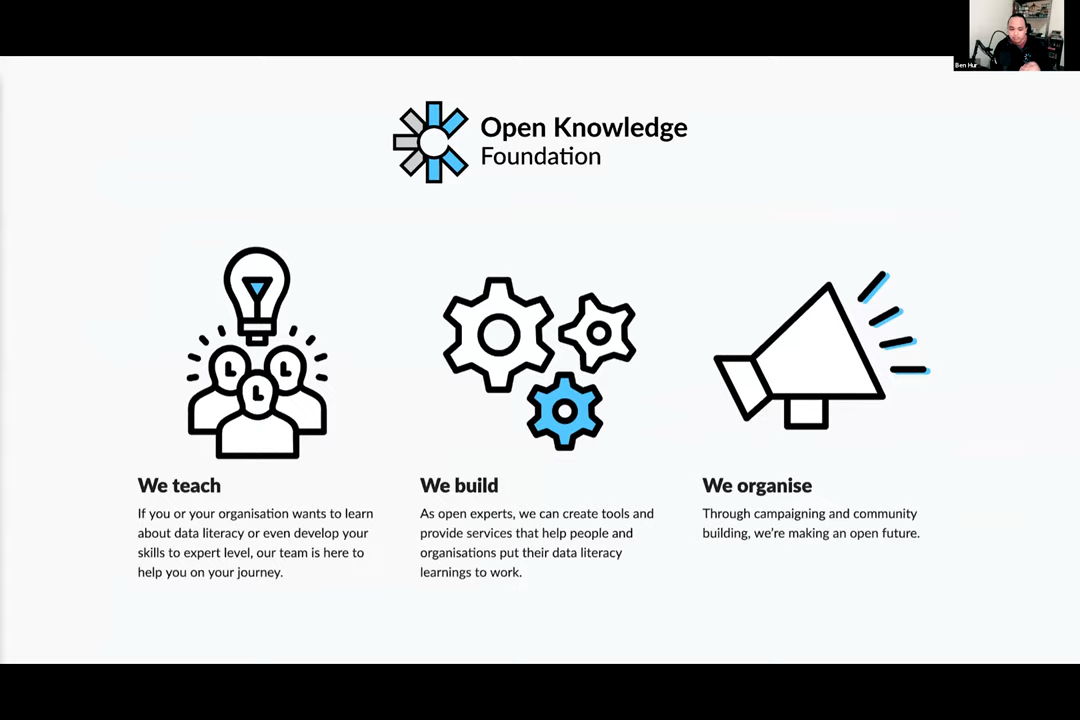 Ben Hur
Open Knowledge
Foundation
We teach
If you or your organisation wants to learn
about data literacy or even develop your
skills to expert level, our team is here to
help you on your journey.
We build
As open experts, we can create tools and
provide services that help people and
organisations put their data literacy
learnings to work.
We organise
Through campaigning and community
building, we're making an open future.